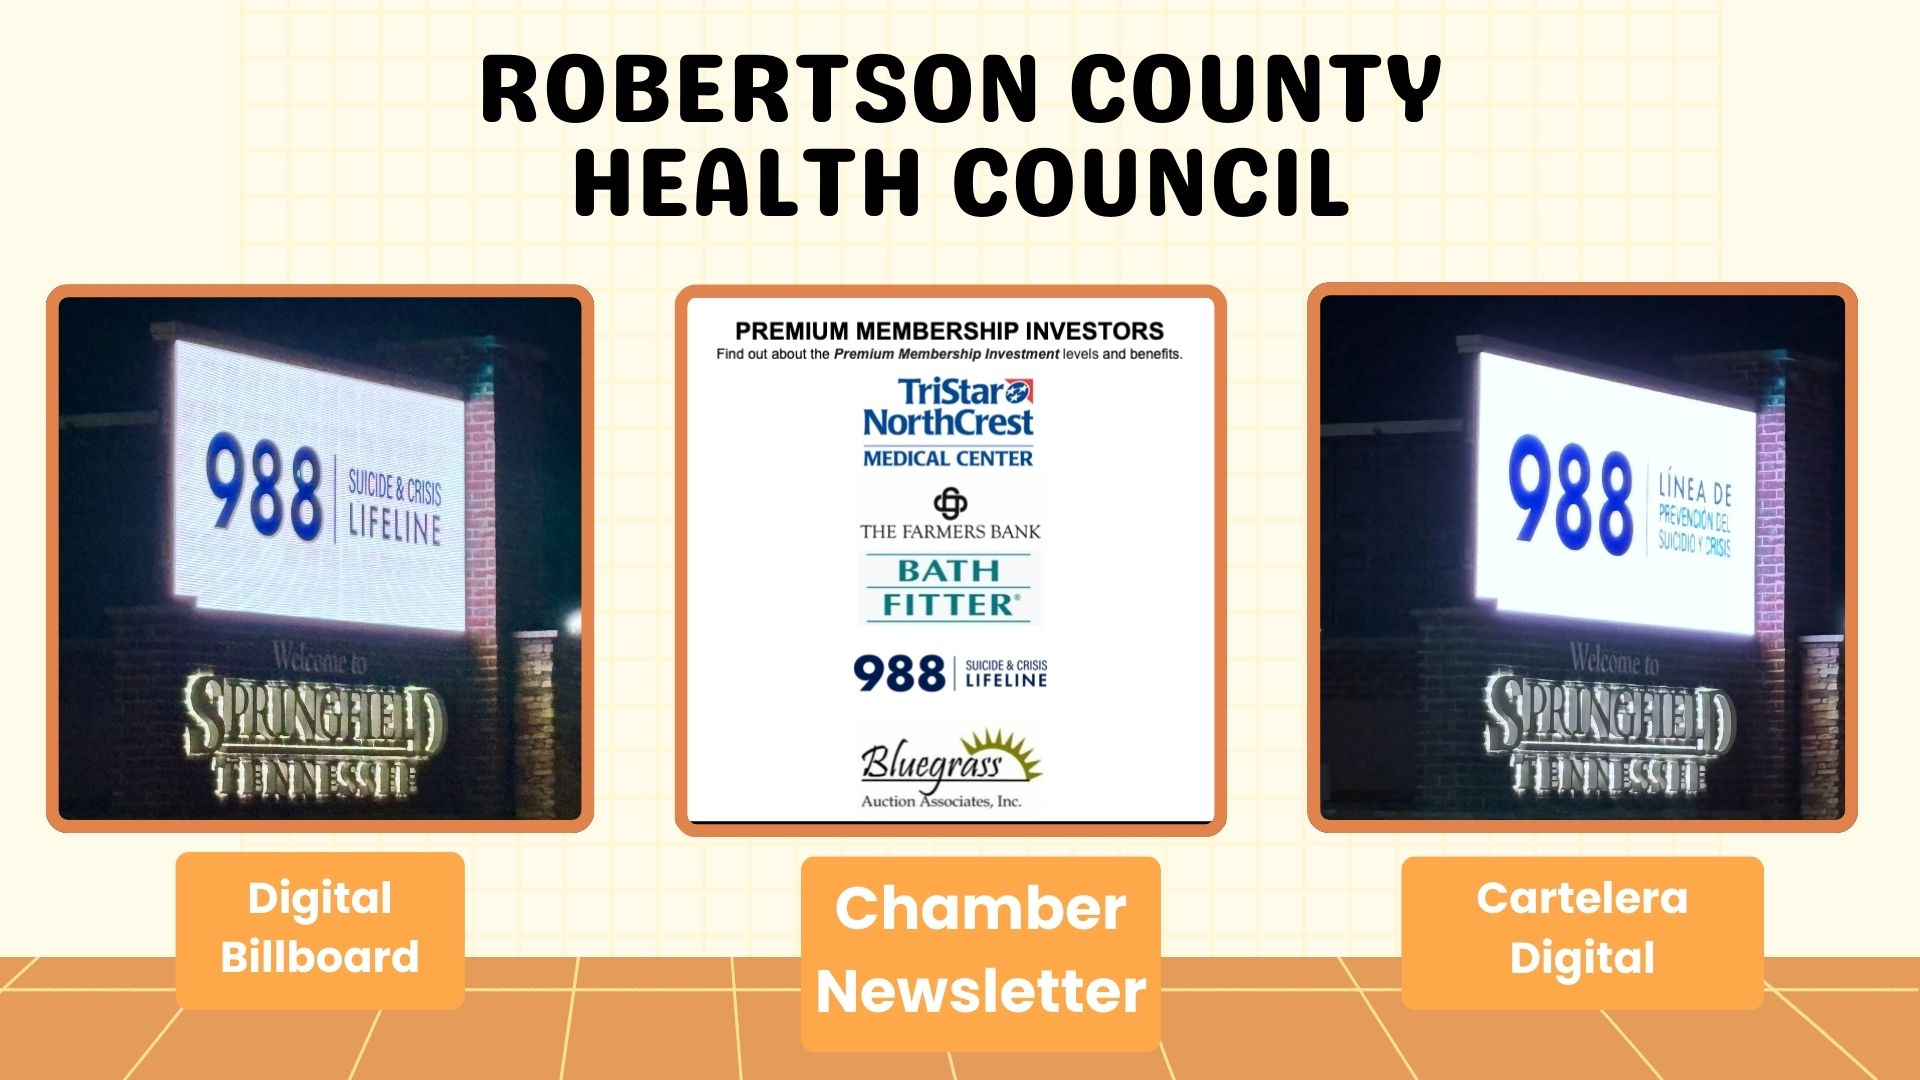 ROBERTSON COUNTY
HEALTH COUNCIL
988
SUICIDE & CRISIS
LIFELINE
Welcome to
SPRINGFIELD
TENNESSEE
Digital
Billboard
PREMIUM MEMBERSHIP INVESTORS
Find out about the Premium Membership Investment levels and benefits.
TriStar
NorthCrest
MEDICAL CENTER
THE FARMERS BANK
BATH
FITTER®
988
SUICIDE & CRISIS
LIFELINE
Bluegrass
Auction Associates, Inc.
Chamber
Newsletter
988
LÍNEA DE
PREVENCIÓN DEL
SUICIDIO Y CRISIS
Welcome to
SPRINGFIELD
TENNESSEE
Cartelera
Digital